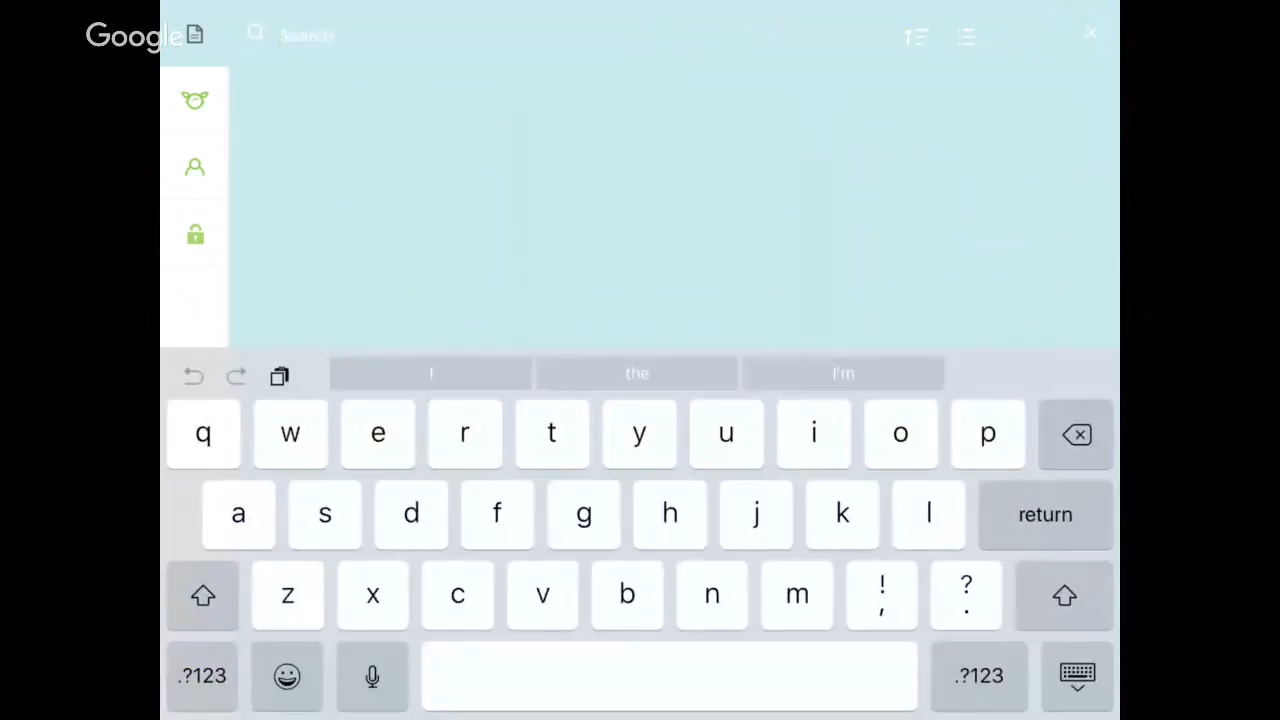 Google
Search
I the I'm
q w e r t y u i o p
a s d f g h j k l return
z x c v b n m ! , ? .
.?123 .?123